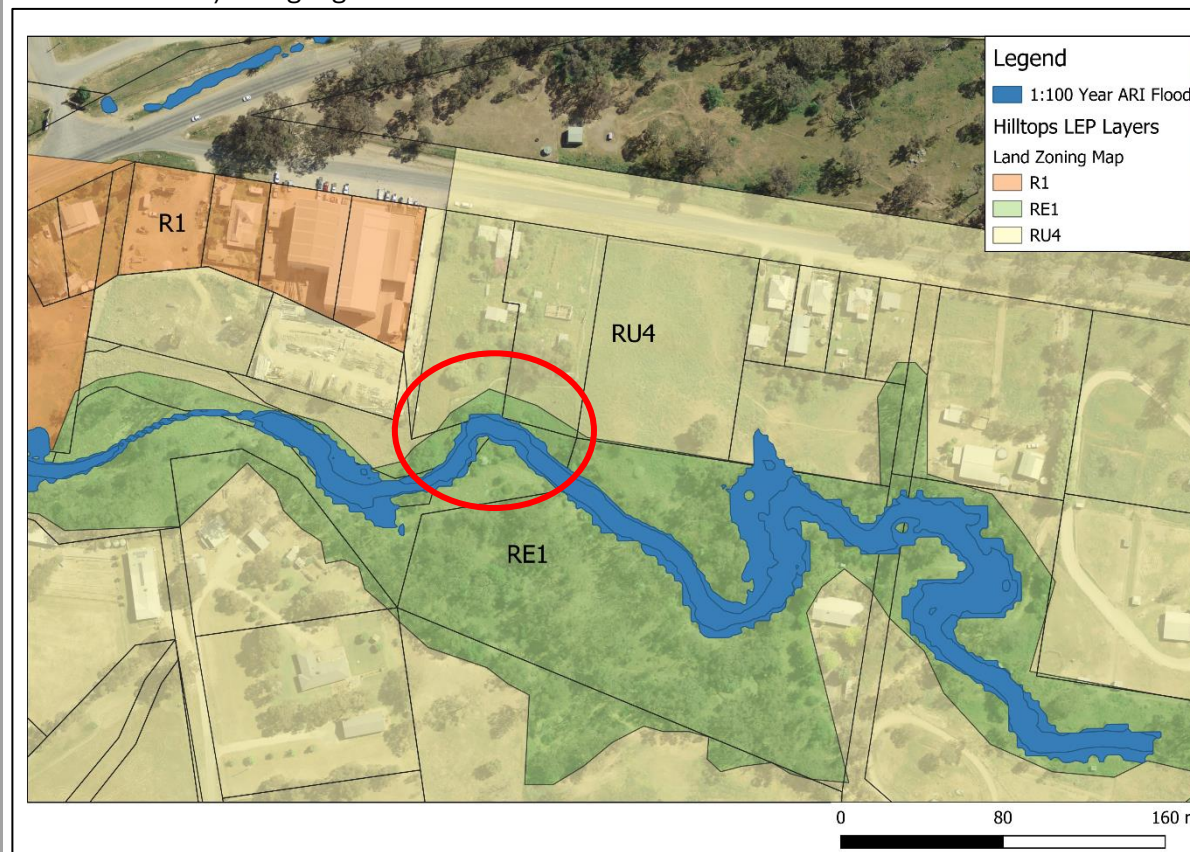 Legend
1:100 Year ARI Flood
Hilltops LEP Layers
Land Zoning Map
R1
RE1
RU4
R1
RU4
RE1
0 80 160 m